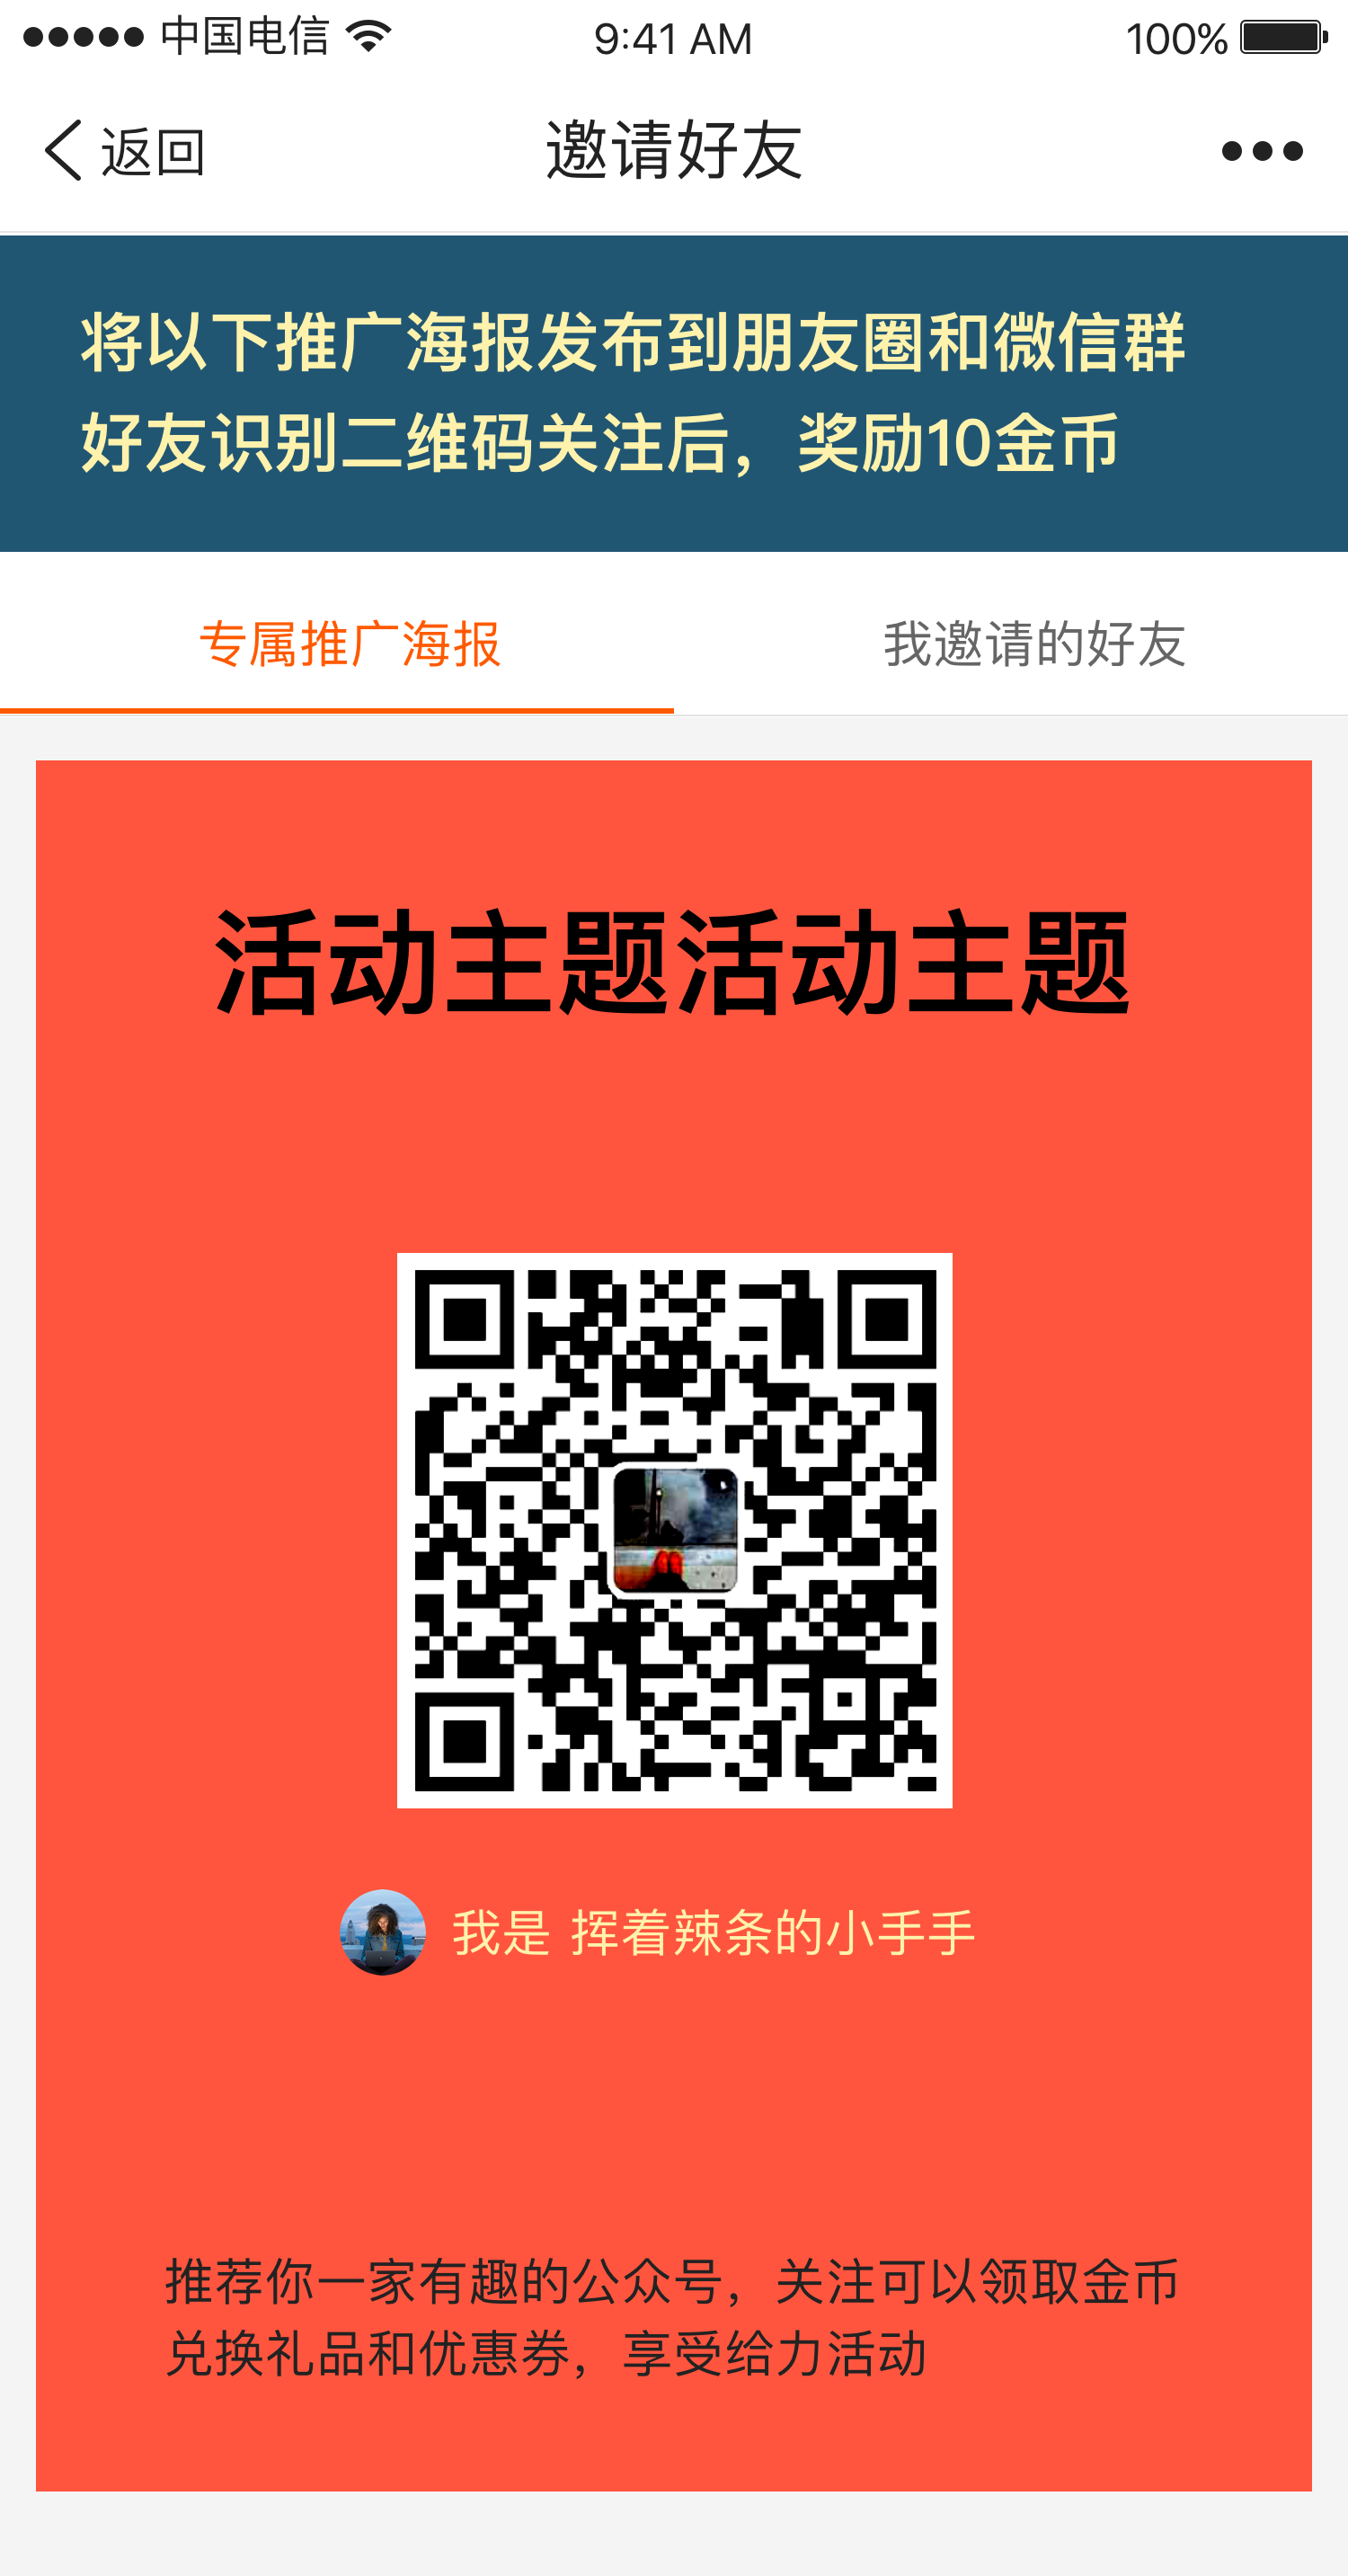 中国电信 9:41 AM 100%
返回 邀请好友
将以下推广海报发布到朋友圈和微信群
好友识别二维码关注后，奖励10金币
专属推广海报 我邀请的好友
活动主题活动主题
我是 挥着辣条的小手手
推荐你一家有趣的公众号，关注可以领取金币
兑换礼品和优惠券，享受给力活动